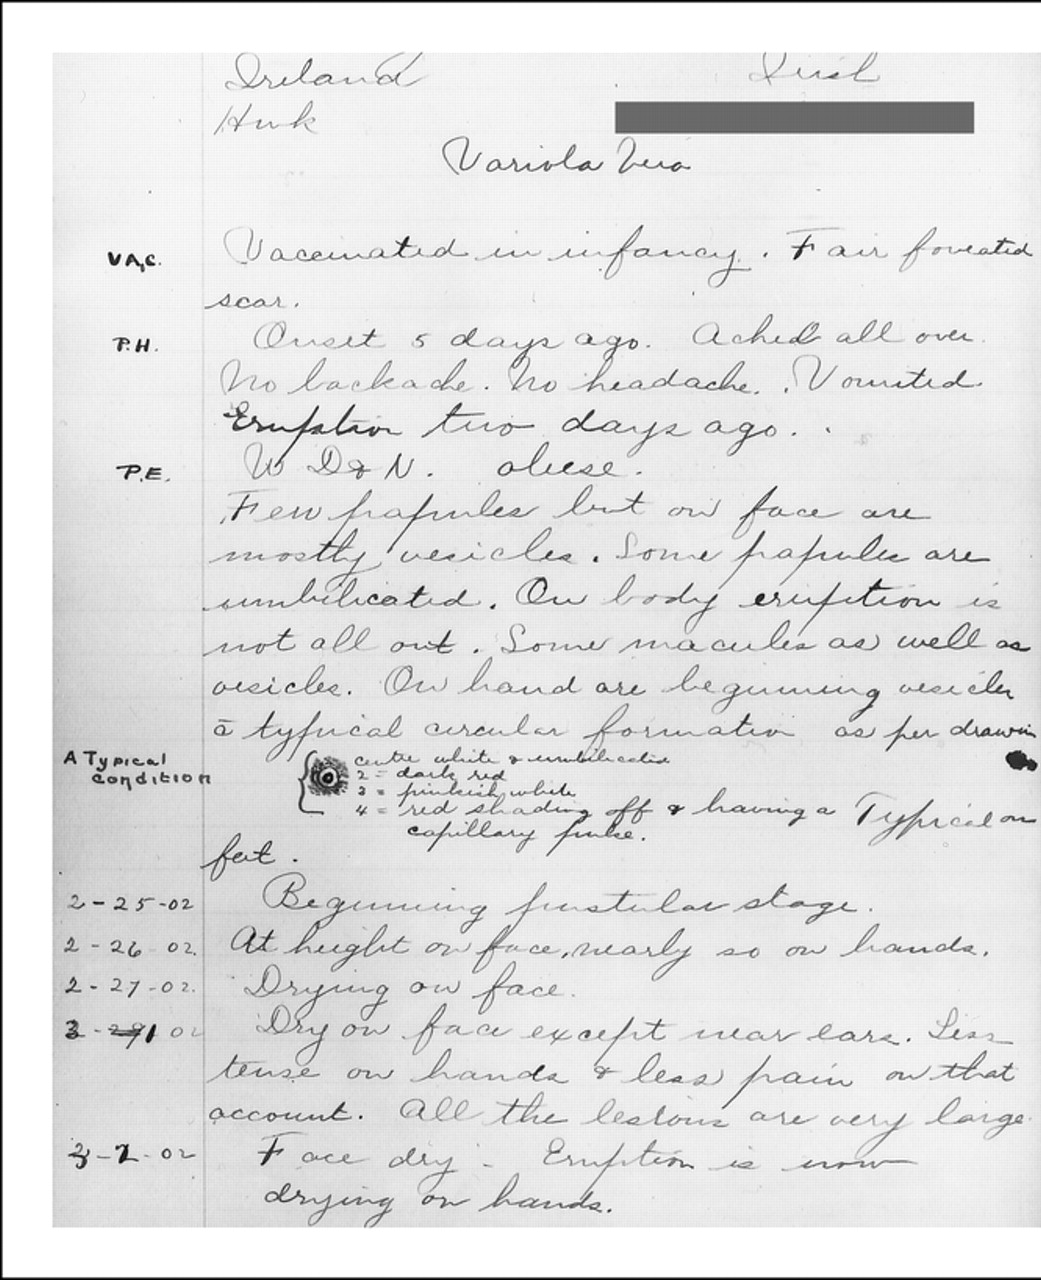 Ireland Irish
Hwk
Variola Vera
VAC. Vaccinated in infancy. Fair foveated
scar.
P.H. Onset 5 days ago. Ached all over.
No backache. No headache. Vomited.
Eruption two days ago.
P.E. W D & N. obese.
Few papules but on face are
mostly vesicles. Some papules are
umbilicated. On body eruption is
not all out. Some macules as well as
vesicles. On hand are beginning vesicles
c̄ typical circular formation as per drawin
A Typical
condition
centre white & umbilicated
2 = dark red
3 = pinkish white
4 = red shading off & having a Typical on
capillary pulse.
feet.
2-25-02 Beginning pustular stage.
2-26-02. At height on face, nearly so on hands.
2-27-02. Drying on face.
3-1 02 Dry on face except near ears. Less
tense on hands & less pain on that
account. All the lesions are very large.
3-2-02 Face dry - Eruption is now
drying on hands.